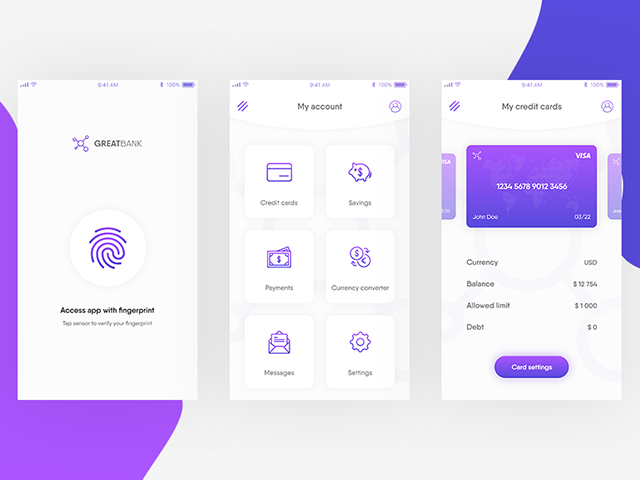 9:41 AM
100%
GREATBANK
Access app with fingerprint
Tap sensor to verify your fingerprint
9:41 AM
100%
My account
Credit cards
Savings
Payments
Currency converter
Messages
Settings
9:41 AM
100%
My credit cards
VISA
1234 5678 9012 3456
John Doe
03/22
Currency
USD
Balance
$ 12 754
Allowed limit
$ 1 000
Debt
$ 0
Card settings